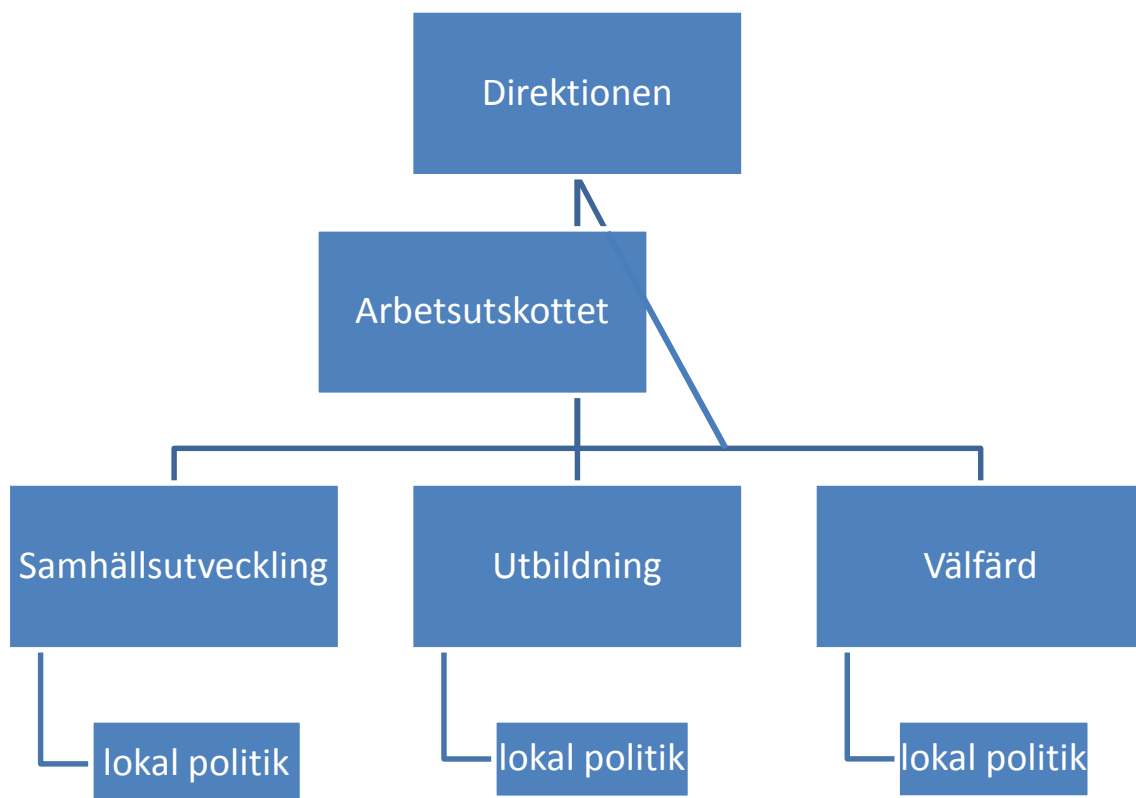 Direktionen
Arbetsutskottet
Samhällsutveckling
Utbildning
Välfärd
lokal politik
lokal politik
lokal politik